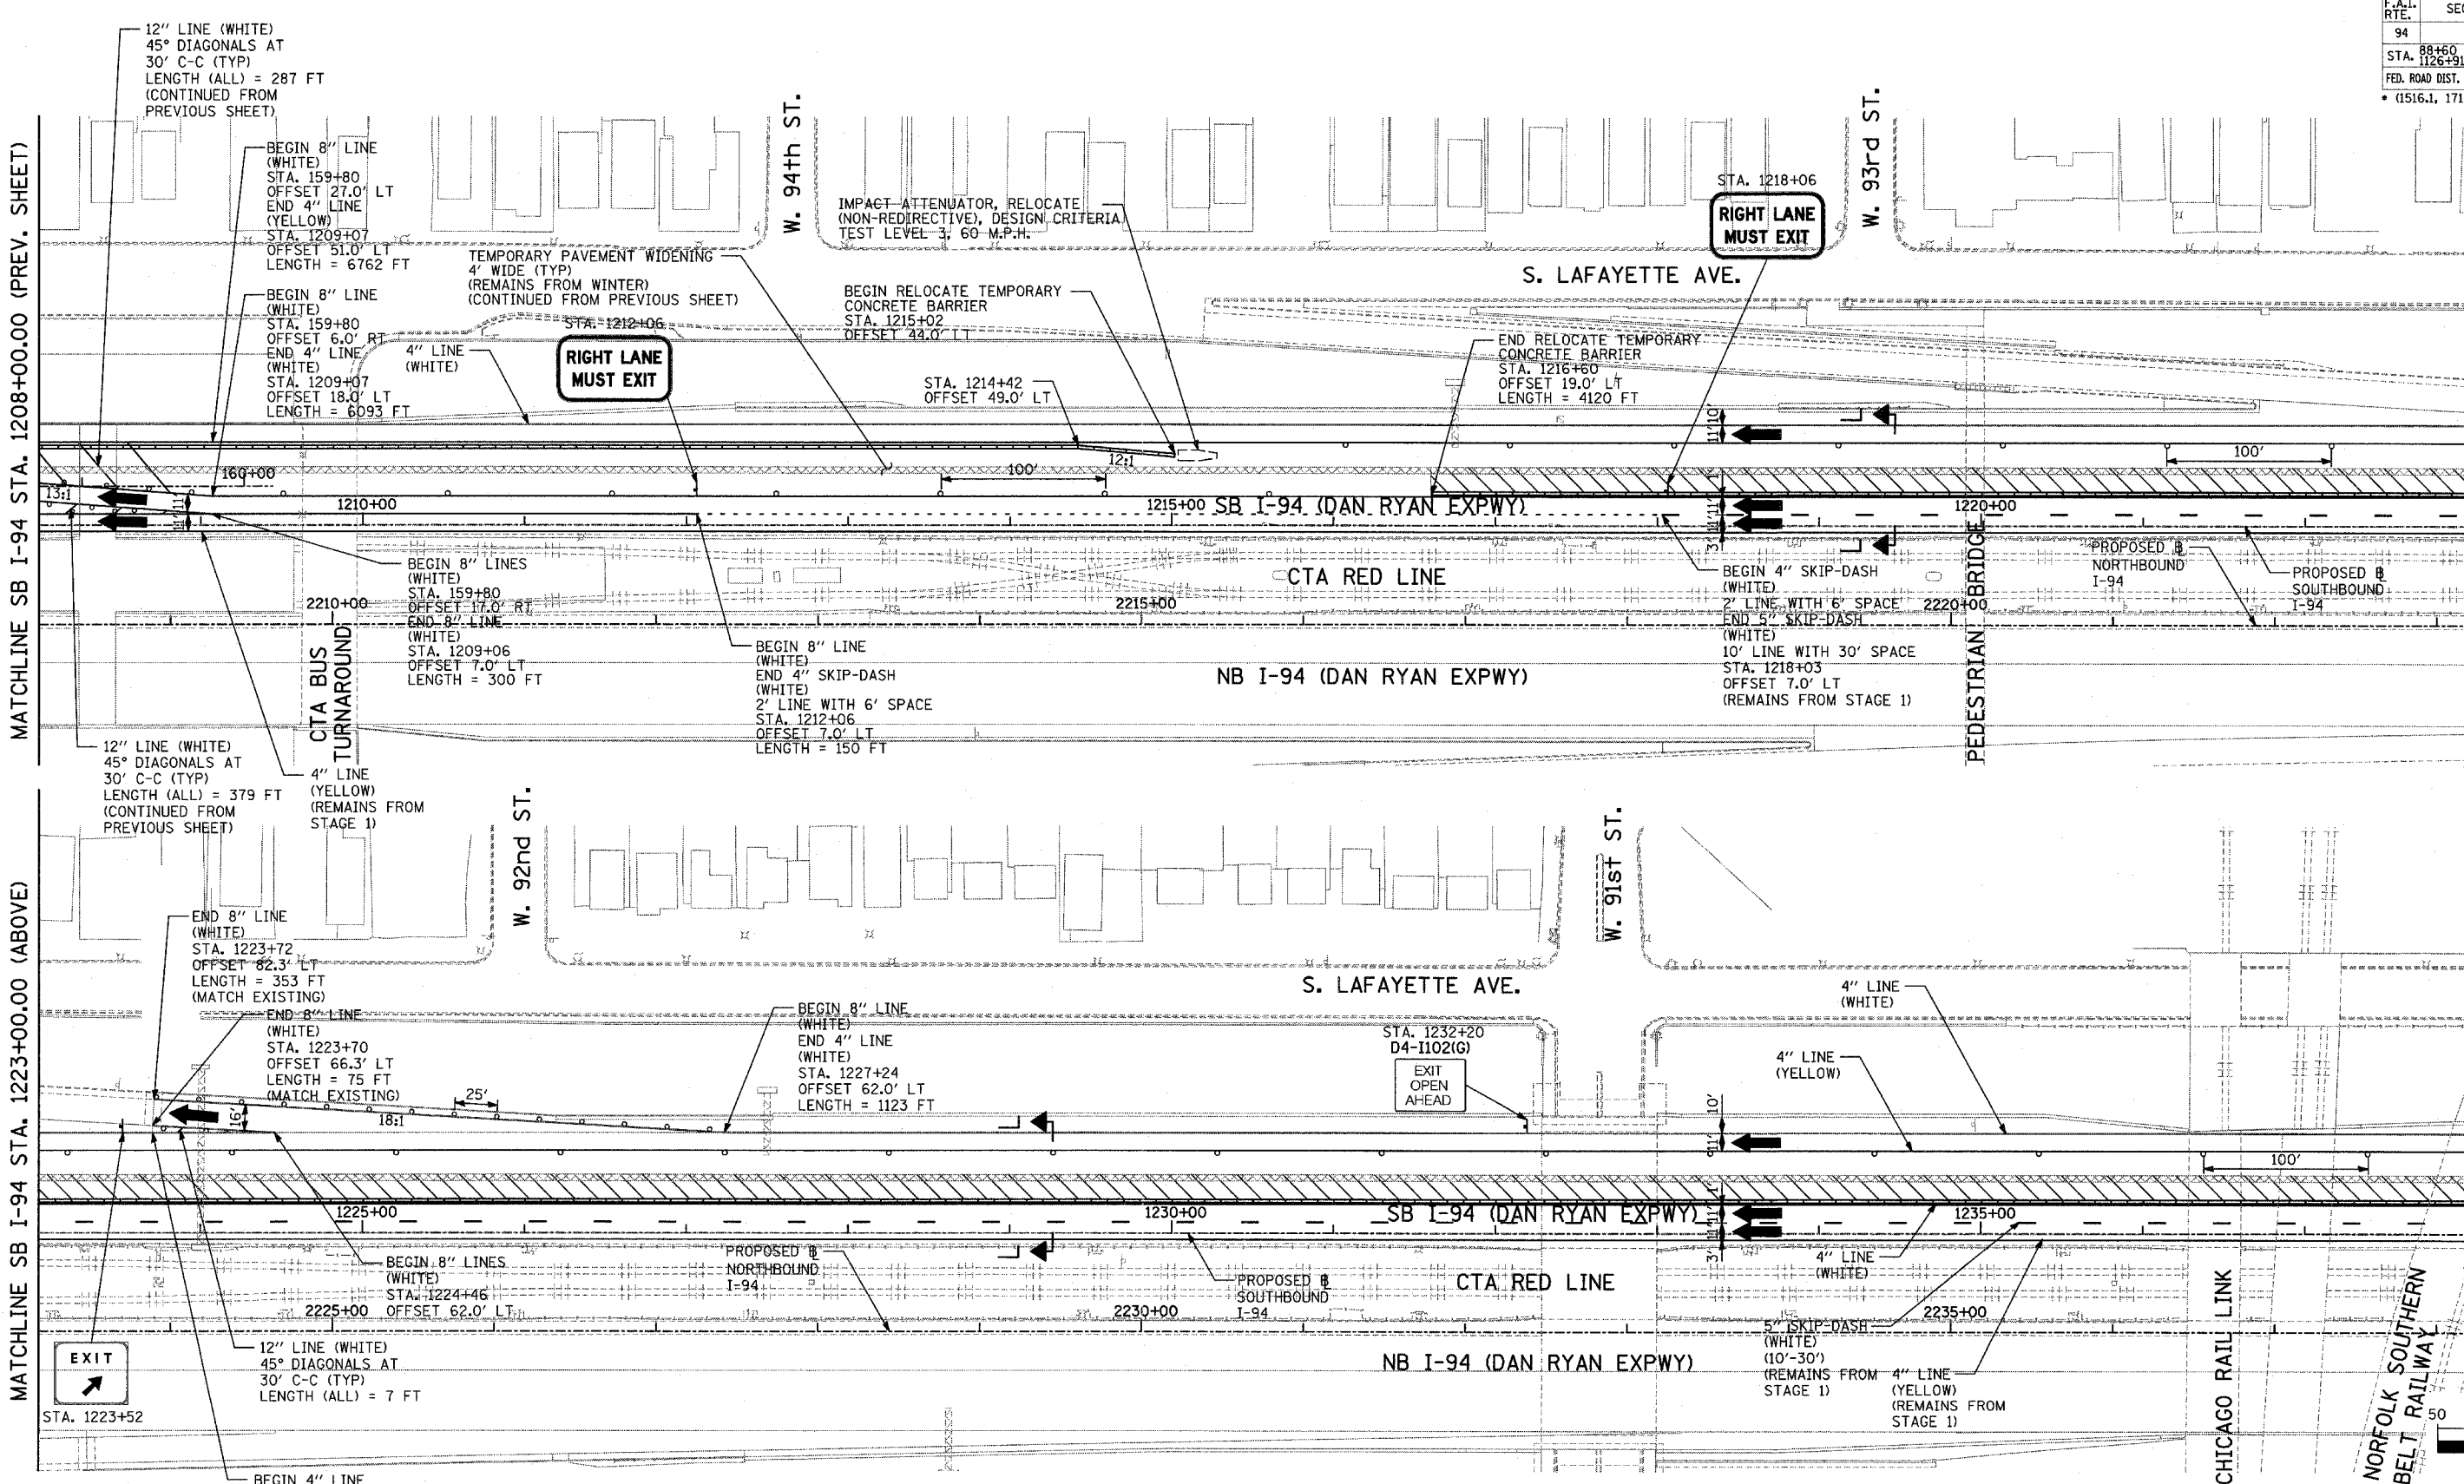 F.A.I.
RTE.
94
STA. 88+60
1126+91
FED. ROAD DIST.
* (1516.1, 171
MATCHLINE SB I-94 STA. 1208+00.00 (PREV. SHEET)
12" LINE (WHITE)
45° DIAGONALS AT
30' C-C (TYP)
LENGTH (ALL) = 287 FT
(CONTINUED FROM
PREVIOUS SHEET)
BEGIN 8" LINE
(WHITE)
STA. 159+80
OFFSET 27.0' LT
END 4" LINE
(YELLOW)
STA. 1209+07
OFFSET 51.0' LT
LENGTH = 6762 FT
BEGIN 8" LINE
(WHITE)
STA. 159+80
OFFSET 6.0' RT
END 4" LINE
(WHITE)
STA. 1209+07
OFFSET 18.0' LT
LENGTH = 6093 FT
4" LINE
(WHITE)
TEMPORARY PAVEMENT WIDENING
4' WIDE (TYP)
(REMAINS FROM WINTER)
(CONTINUED FROM PREVIOUS SHEET)
STA. 1212+06
RIGHT LANE
MUST EXIT
W. 94th ST.
IMPACT ATTENUATOR, RELOCATE
(NON-REDIRECTIVE), DESIGN CRITERIA
TEST LEVEL 3, 60 M.P.H.
BEGIN RELOCATE TEMPORARY
CONCRETE BARRIER
STA. 1215+02
OFFSET 44.0' LT
STA. 1214+42
OFFSET 49.0' LT
STA. 1218+06
RIGHT LANE
MUST EXIT
W. 93rd ST.
S. LAFAYETTE AVE.
END RELOCATE TEMPORARY
CONCRETE BARRIER
STA. 1216+60
OFFSET 19.0' LT
LENGTH = 4120 FT
10'
11'
100'
12:1
100'
160+00
13:1
11'
11'
1210+00
1215+00
SB I-94 (DAN RYAN EXPWY)
1'
11'
11'
3'
1220+00
BEGIN 8" LINES
(WHITE)
STA. 159+80
OFFSET 17.0' RT
END 8" LINE
(WHITE)
STA. 1209+06
OFFSET 7.0' LT
LENGTH = 300 FT
2210+00
CTA RED LINE
2215+00
BEGIN 4" SKIP-DASH
(WHITE)
2' LINE WITH 6' SPACE
END 5" SKIP-DASH
(WHITE)
10' LINE WITH 30' SPACE
STA. 1218+03
OFFSET 7.0' LT
(REMAINS FROM STAGE 1)
2220+00
PROPOSED B
NORTHBOUND
I-94
PROPOSED B
SOUTHBOUND
I-94
CTA BUS
TURNAROUND
BEGIN 8" LINE
(WHITE)
END 4" SKIP-DASH
(WHITE)
2' LINE WITH 6' SPACE
STA. 1212+06
OFFSET 7.0' LT
LENGTH = 150 FT
NB I-94 (DAN RYAN EXPWY)
PEDESTRIAN BRIDGE
12" LINE (WHITE)
45° DIAGONALS AT
30' C-C (TYP)
LENGTH (ALL) = 379 FT
(CONTINUED FROM
PREVIOUS SHEET)
4" LINE
(YELLOW)
(REMAINS FROM
STAGE 1)
MATCHLINE SB I-94 STA. 1223+00.00 (ABOVE)
W. 92nd ST.
W. 91st ST.
END 8" LINE
(WHITE)
STA. 1223+72
OFFSET 82.3' LT
LENGTH = 353 FT
(MATCH EXISTING)
END 8" LINE
(WHITE)
STA. 1223+70
OFFSET 66.3' LT
LENGTH = 75 FT
(MATCH EXISTING)
25'
16'
18:1
BEGIN 8" LINE
(WHITE)
END 4" LINE
(WHITE)
STA. 1227+24
OFFSET 62.0' LT
LENGTH = 1123 FT
S. LAFAYETTE AVE.
STA. 1232+20
D4-I102(G)
EXIT
OPEN
AHEAD
4" LINE
(WHITE)
4" LINE
(YELLOW)
10'
11'
100'
1225+00
1230+00
SB I-94 (DAN RYAN EXPWY)
1'
11'
11'
3'
1235+00
BEGIN 8" LINES
(WHITE)
STA. 1224+46
OFFSET 62.0' LT
2225+00
PROPOSED B
NORTHBOUND
I-94
2230+00
PROPOSED B
SOUTHBOUND
I-94
CTA RED LINE
4" LINE
(WHITE)
2235+00
5" SKIP-DASH
(WHITE)
(10'-30')
(REMAINS FROM
STAGE 1)
4" LINE
(YELLOW)
(REMAINS FROM
STAGE 1)
NB I-94 (DAN RYAN EXPWY)
EXIT
STA. 1223+52
12" LINE (WHITE)
45° DIAGONALS AT
30' C-C (TYP)
LENGTH (ALL) = 7 FT
BEGIN 4" LINE
CHICAGO RAIL LINK
NORFOLK SOUTHERN
BELT RAILWAY
50